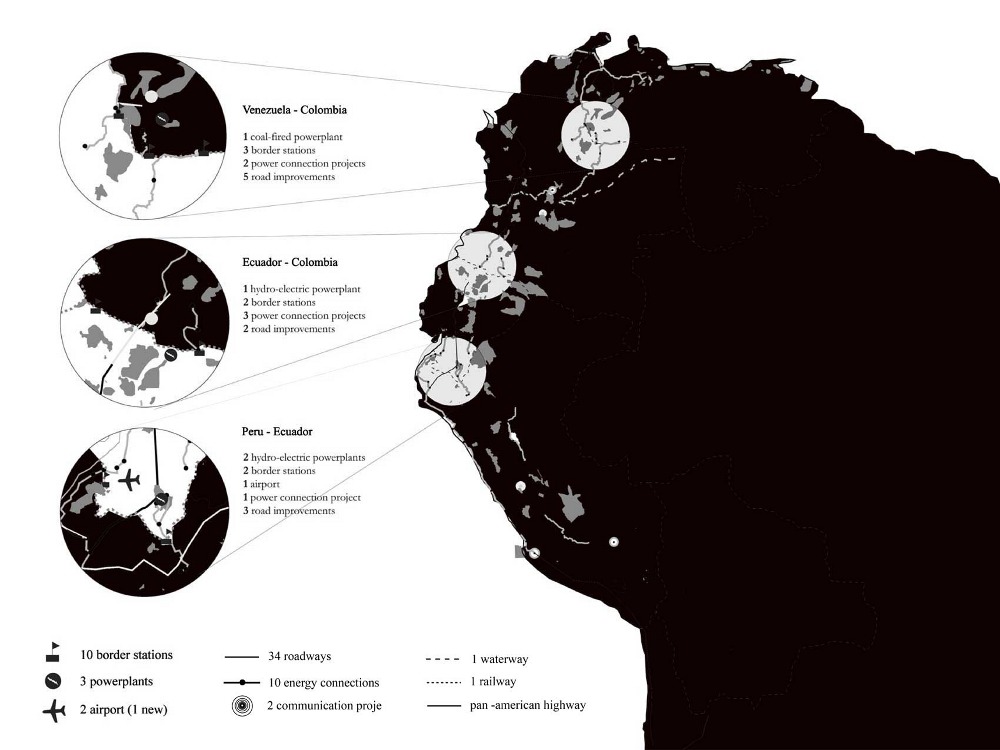 Venezuela - Colombia
1 coal-fired powerplant
3 border stations
2 power connection projects
5 road improvements
Ecuador - Colombia
1 hydro-electric powerplant
2 border stations
3 power connection projects
2 road improvements
Peru - Ecuador
2 hydro-electric powerplants
2 border stations
1 airport
1 power connection project
3 road improvements
10 border stations
3 powerplants
2 airport (1 new)
34 roadways
10 energy connections
2 communication proje
1 waterway
1 railway
pan -american highway